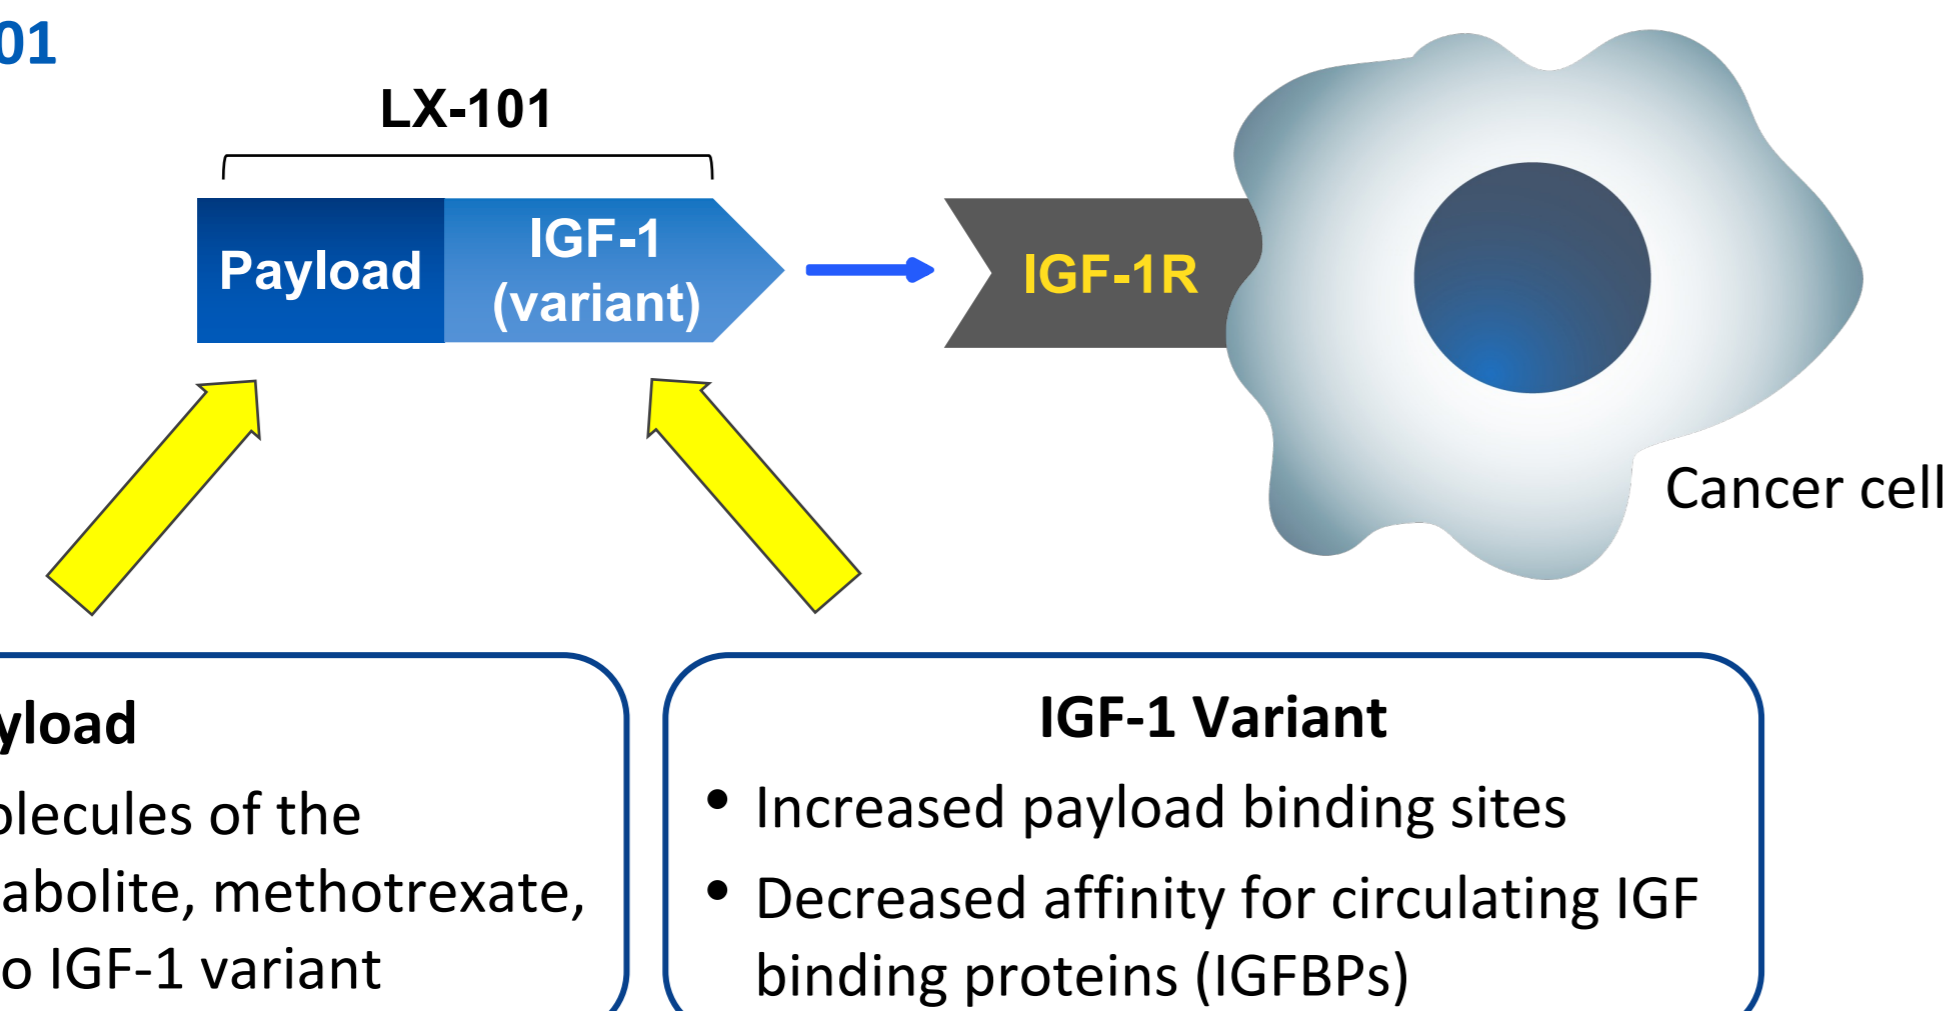 01
LX-101
Payload
IGF-1
(variant)
IGF-1R
Cancer cell
yload
olecules of the
abolite, methotrexate,
o IGF-1 variant
IGF-1 Variant
• Increased payload binding sites
• Decreased affinity for circulating IGF
binding proteins (IGFBPs)